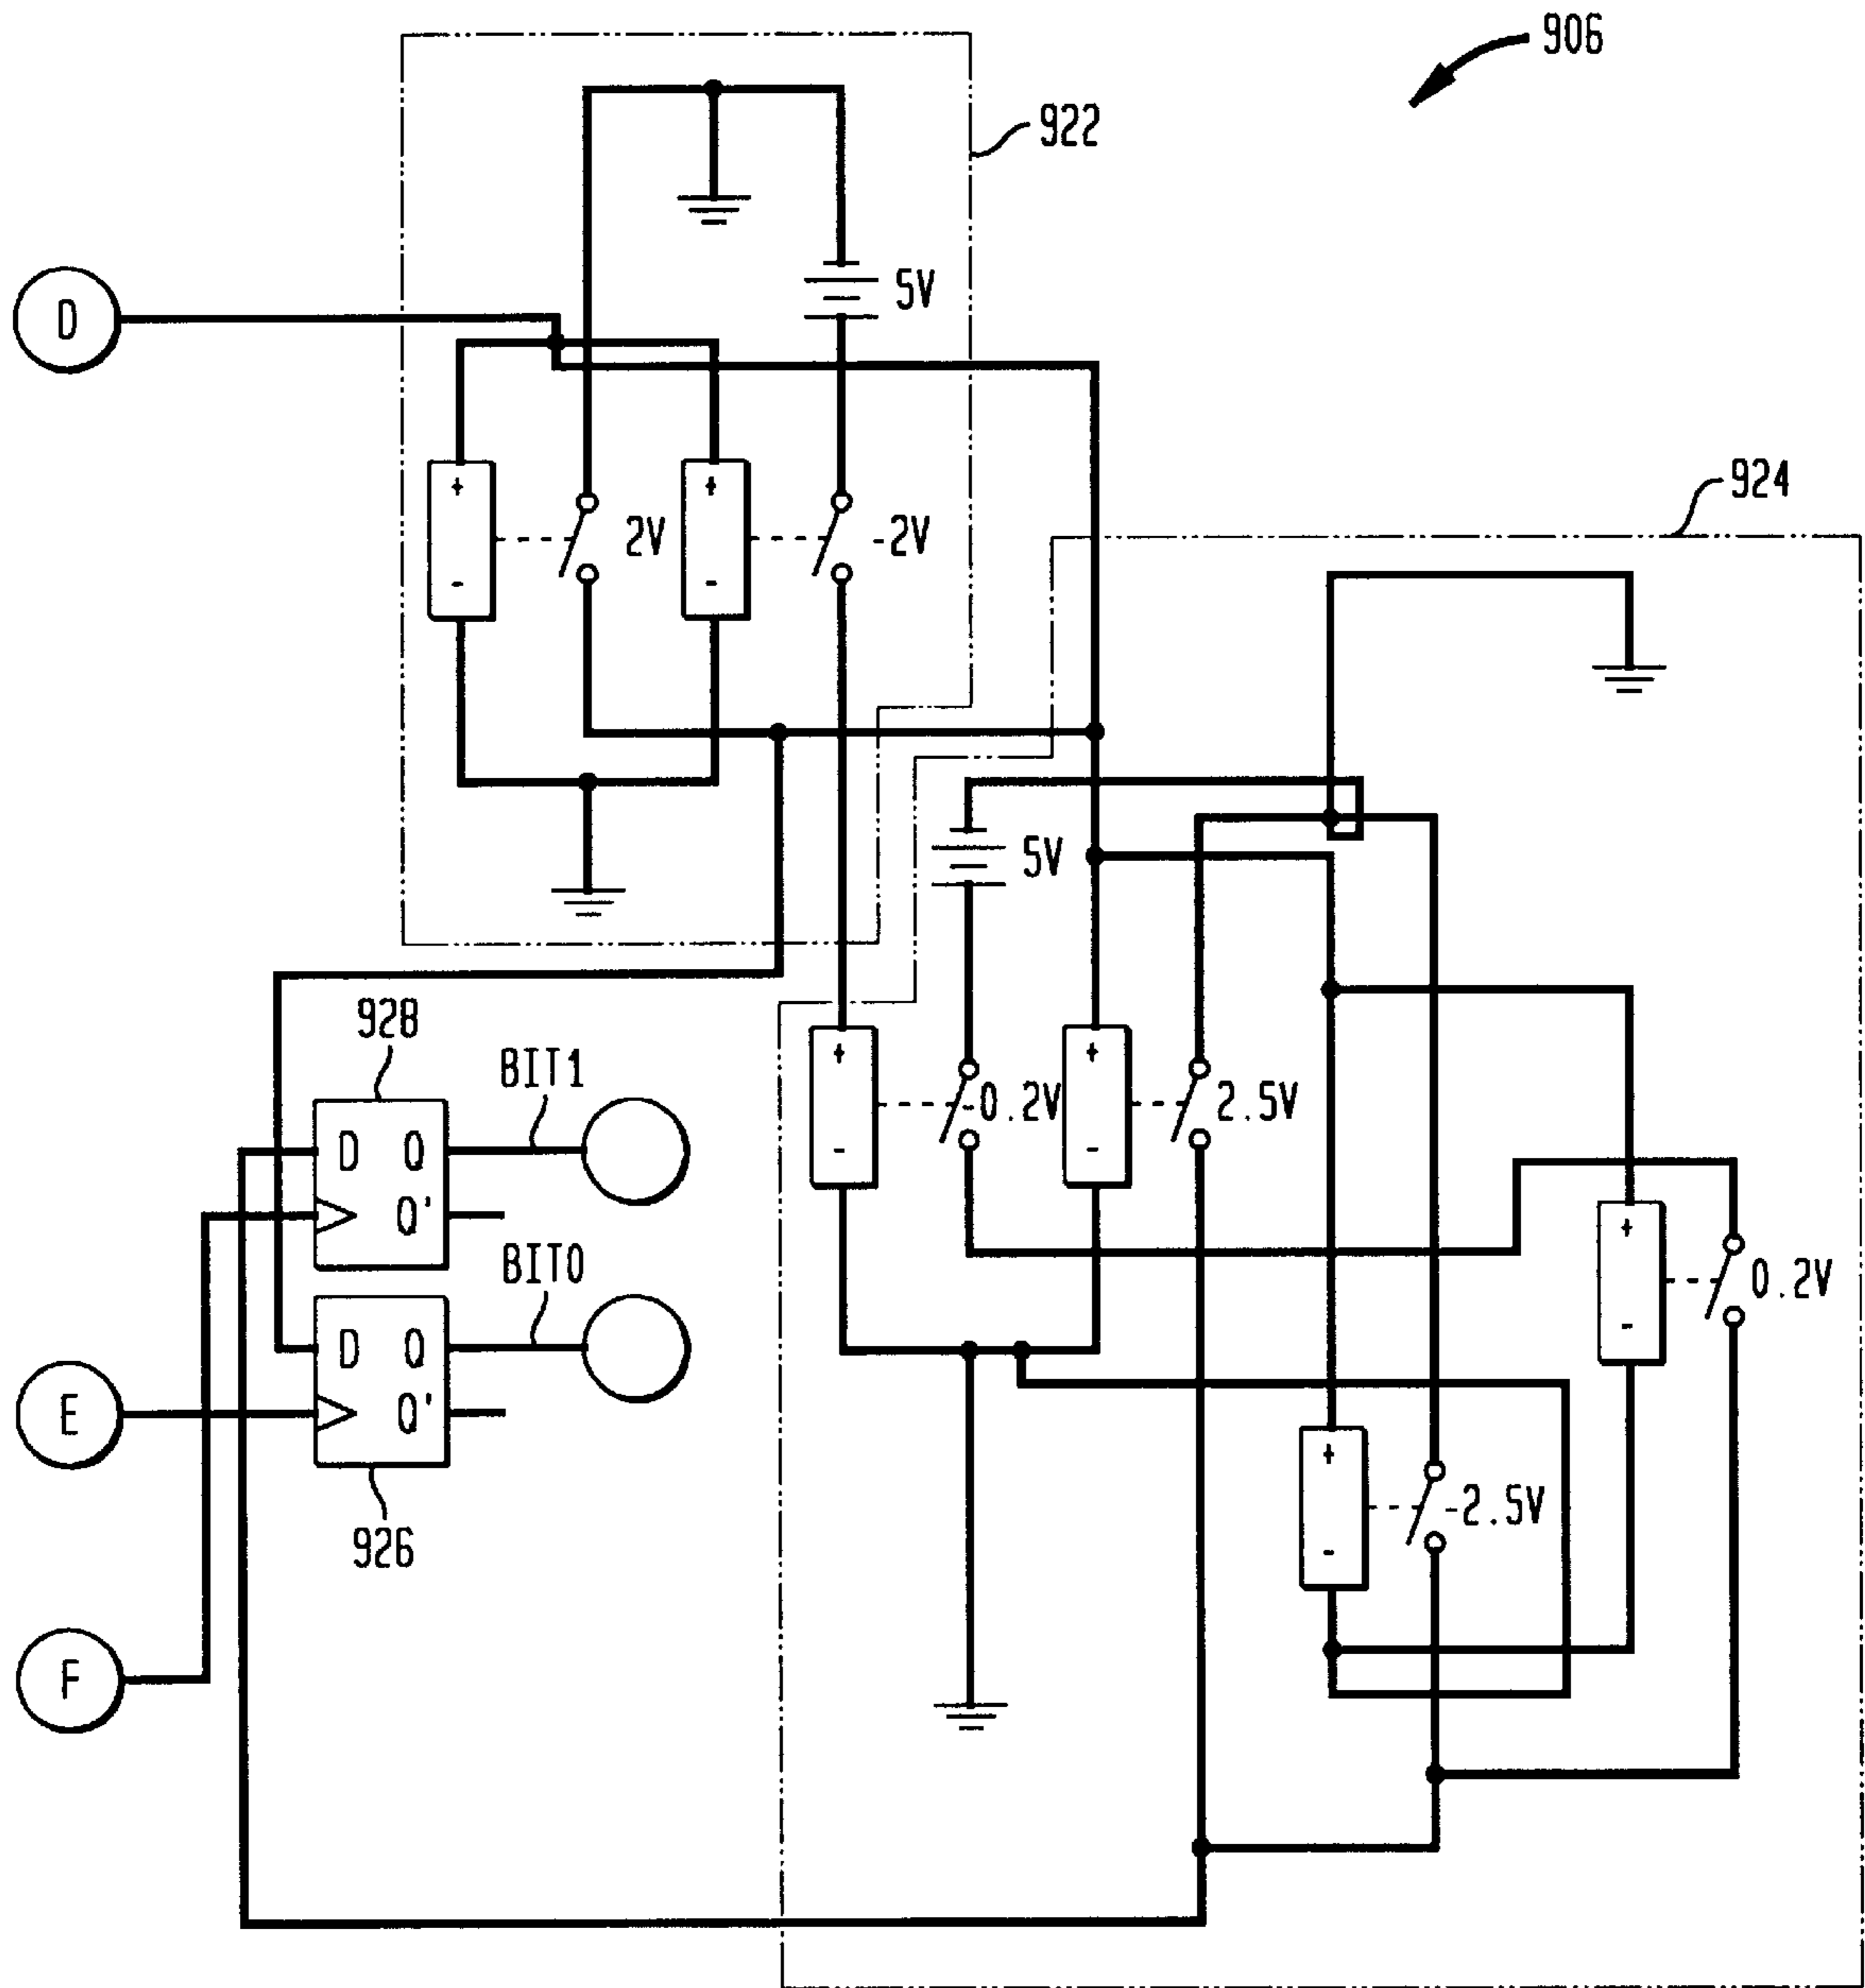 906
922
5V
D
+
+
2V
-2V
-
-
924
5V
928
BIT1
+
-0.2V
+
2.5V
-
-
D Q
Q'
BIT0
+
0.2V
-
D Q
Q'
E
+
-2.5V
-
926
F